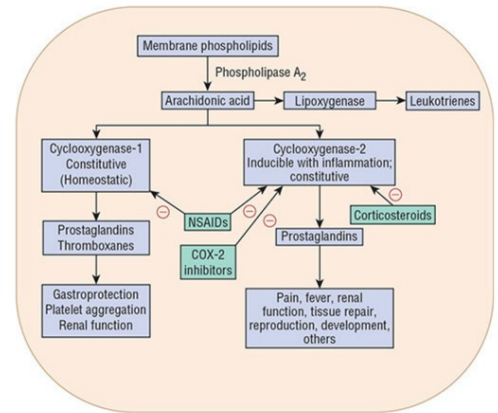 Membrane phospholipids
Phospholipase A2
Arachidonic acid
Lipoxygenase
Leukotrienes
Cyclooxygenase-1
Constitutive
(Homeostatic)
Cyclooxygenase-2
Inducible with inflammation;
constitutive
NSAIDs
Corticosteroids
Prostaglandins
Thromboxanes
COX-2
inhibitors
Prostaglandins
Gastroprotection
Platelet aggregation
Renal function
Pain, fever, renal
function, tissue repair,
reproduction, development,
others